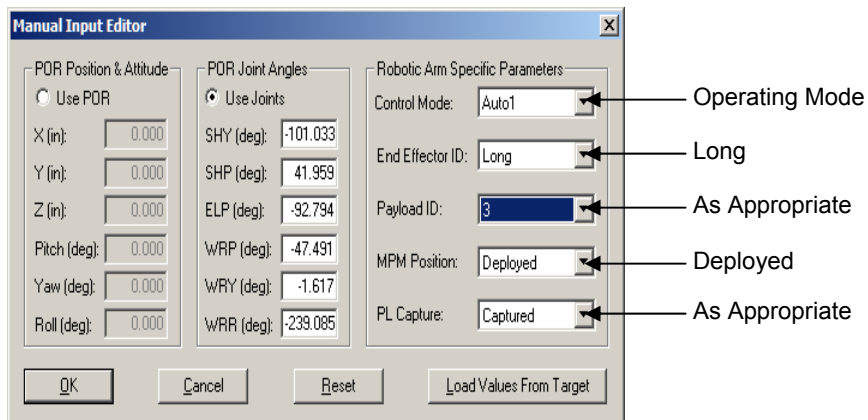 Manual Input Editor
POR Position & Attitude
Use POR
X (in): 0.000
Y (in): 0.000
Z (in): 0.000
Pitch (deg): 0.000
Yaw (deg): 0.000
Roll (deg): 0.000
POR Joint Angles
Use Joints
SHY (deg): -101.033
SHP (deg): 41.959
ELP (deg): -92.794
WRP (deg): -47.491
WRY (deg): -1.617
WRR (deg): -239.085
Robotic Arm Specific Parameters
Control Mode: Auto1
End Effector ID: Long
Payload ID: 3
MPM Position: Deployed
PL Capture: Captured
OK
Cancel
Reset
Load Values From Target
Operating Mode
Long
As Appropriate
Deployed
As Appropriate